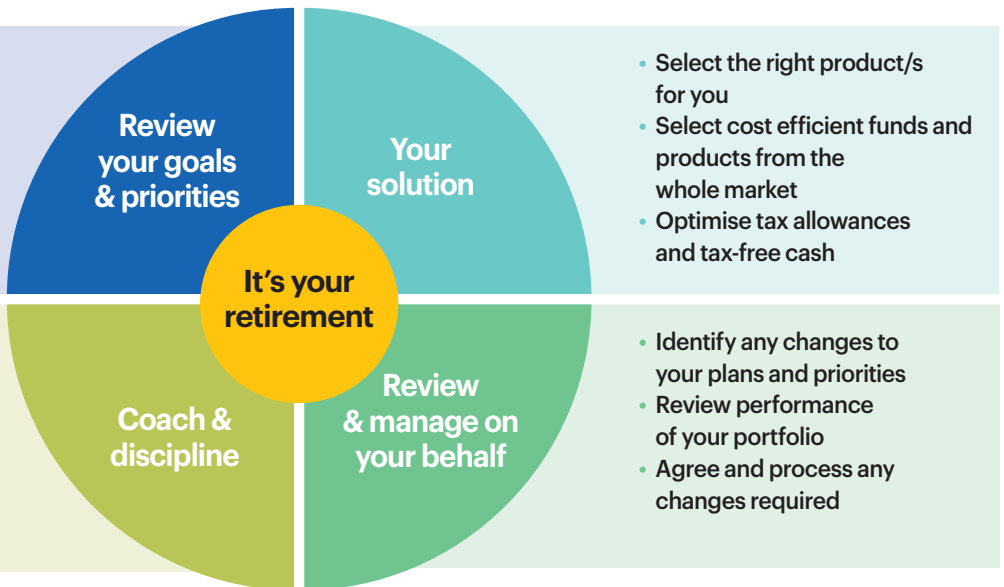 Review
your goals
& priorities
Your
solution
• Select the right product/s
for you
• Select cost efficient funds and
products from the
whole market
• Optimise tax allowances
and tax-free cash
It's your
retirement
Coach &
discipline
Review
& manage on
your behalf
• Identify any changes to
your plans and priorities
• Review performance
of your portfolio
• Agree and process any
changes required